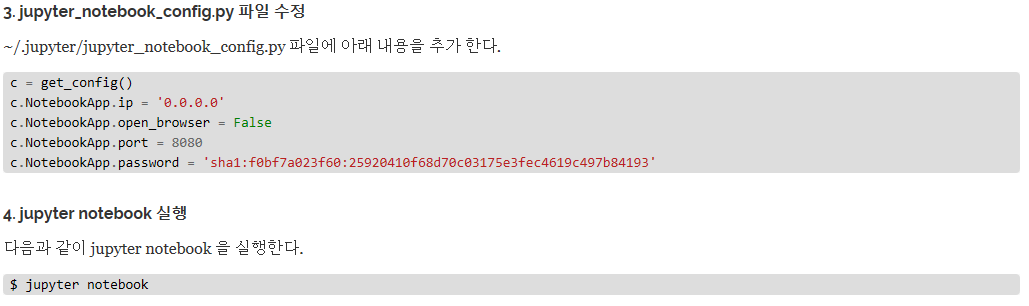 3. jupyter_notebook_config.py 파일 수정
~/.jupyter/jupyter_notebook_config.py 파일에 아래 내용을 추가 한다.
c = get_config()
c.NotebookApp.ip = '0.0.0.0'
c.NotebookApp.open_browser = False
c.NotebookApp.port = 8080
c.NotebookApp.password = 'sha1:f0bf7a023f60:25920410f68d70c03175e3fec4619c497b84193'
4. jupyter notebook 실행
다음과 같이 jupyter notebook 을 실행한다.
$ jupyter notebook